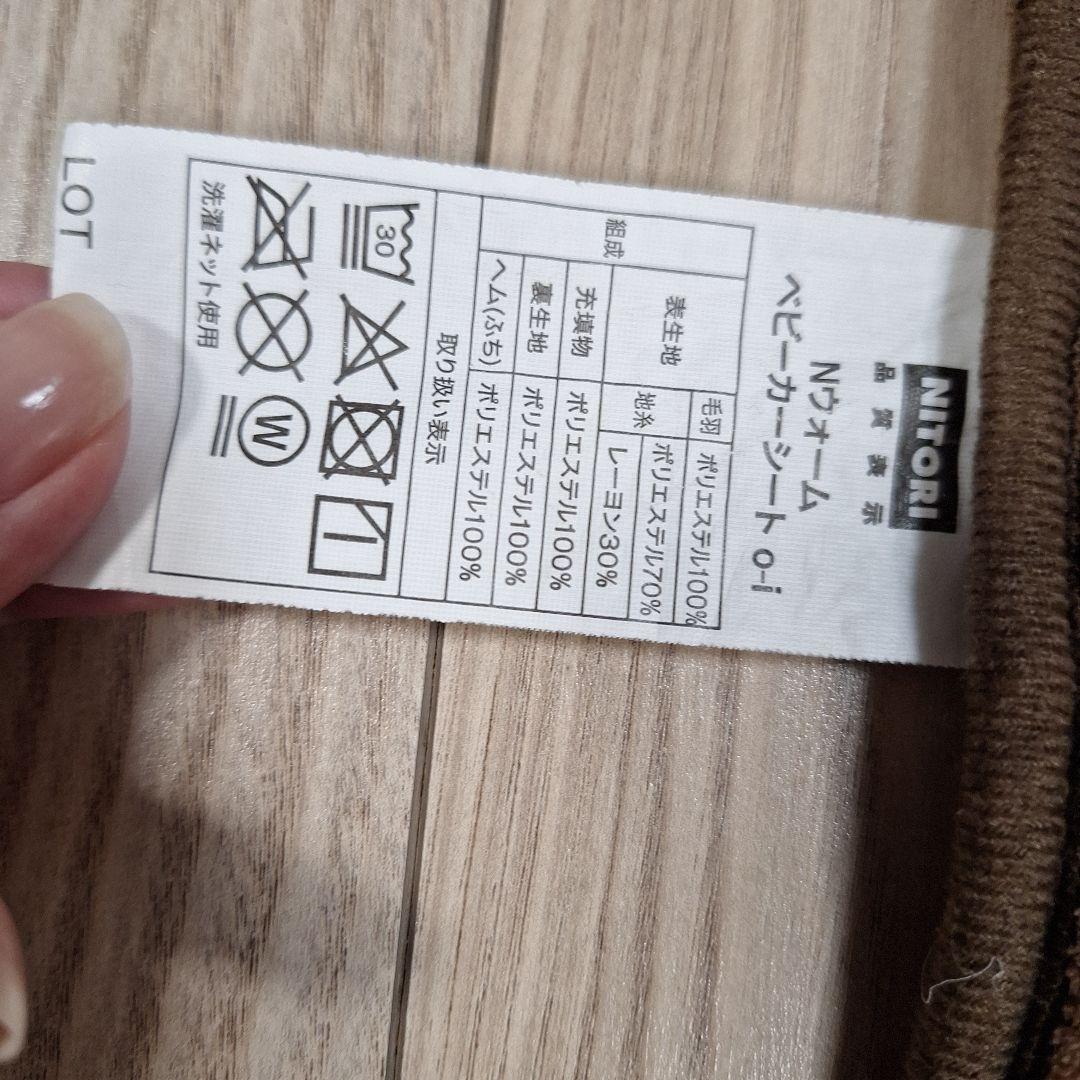 NITORI
品質表示
Nウォーム
ベビーカーシート o-i
組成
表生地
毛羽
ポリエステル100%
地糸
ポリエステル70%
レーヨン30%
充填物
ポリエステル100%
裏生地
ポリエステル100%
ヘム(ふち)
ポリエステル100%
取り扱い表示
30
W
洗濯ネット使用
LOT